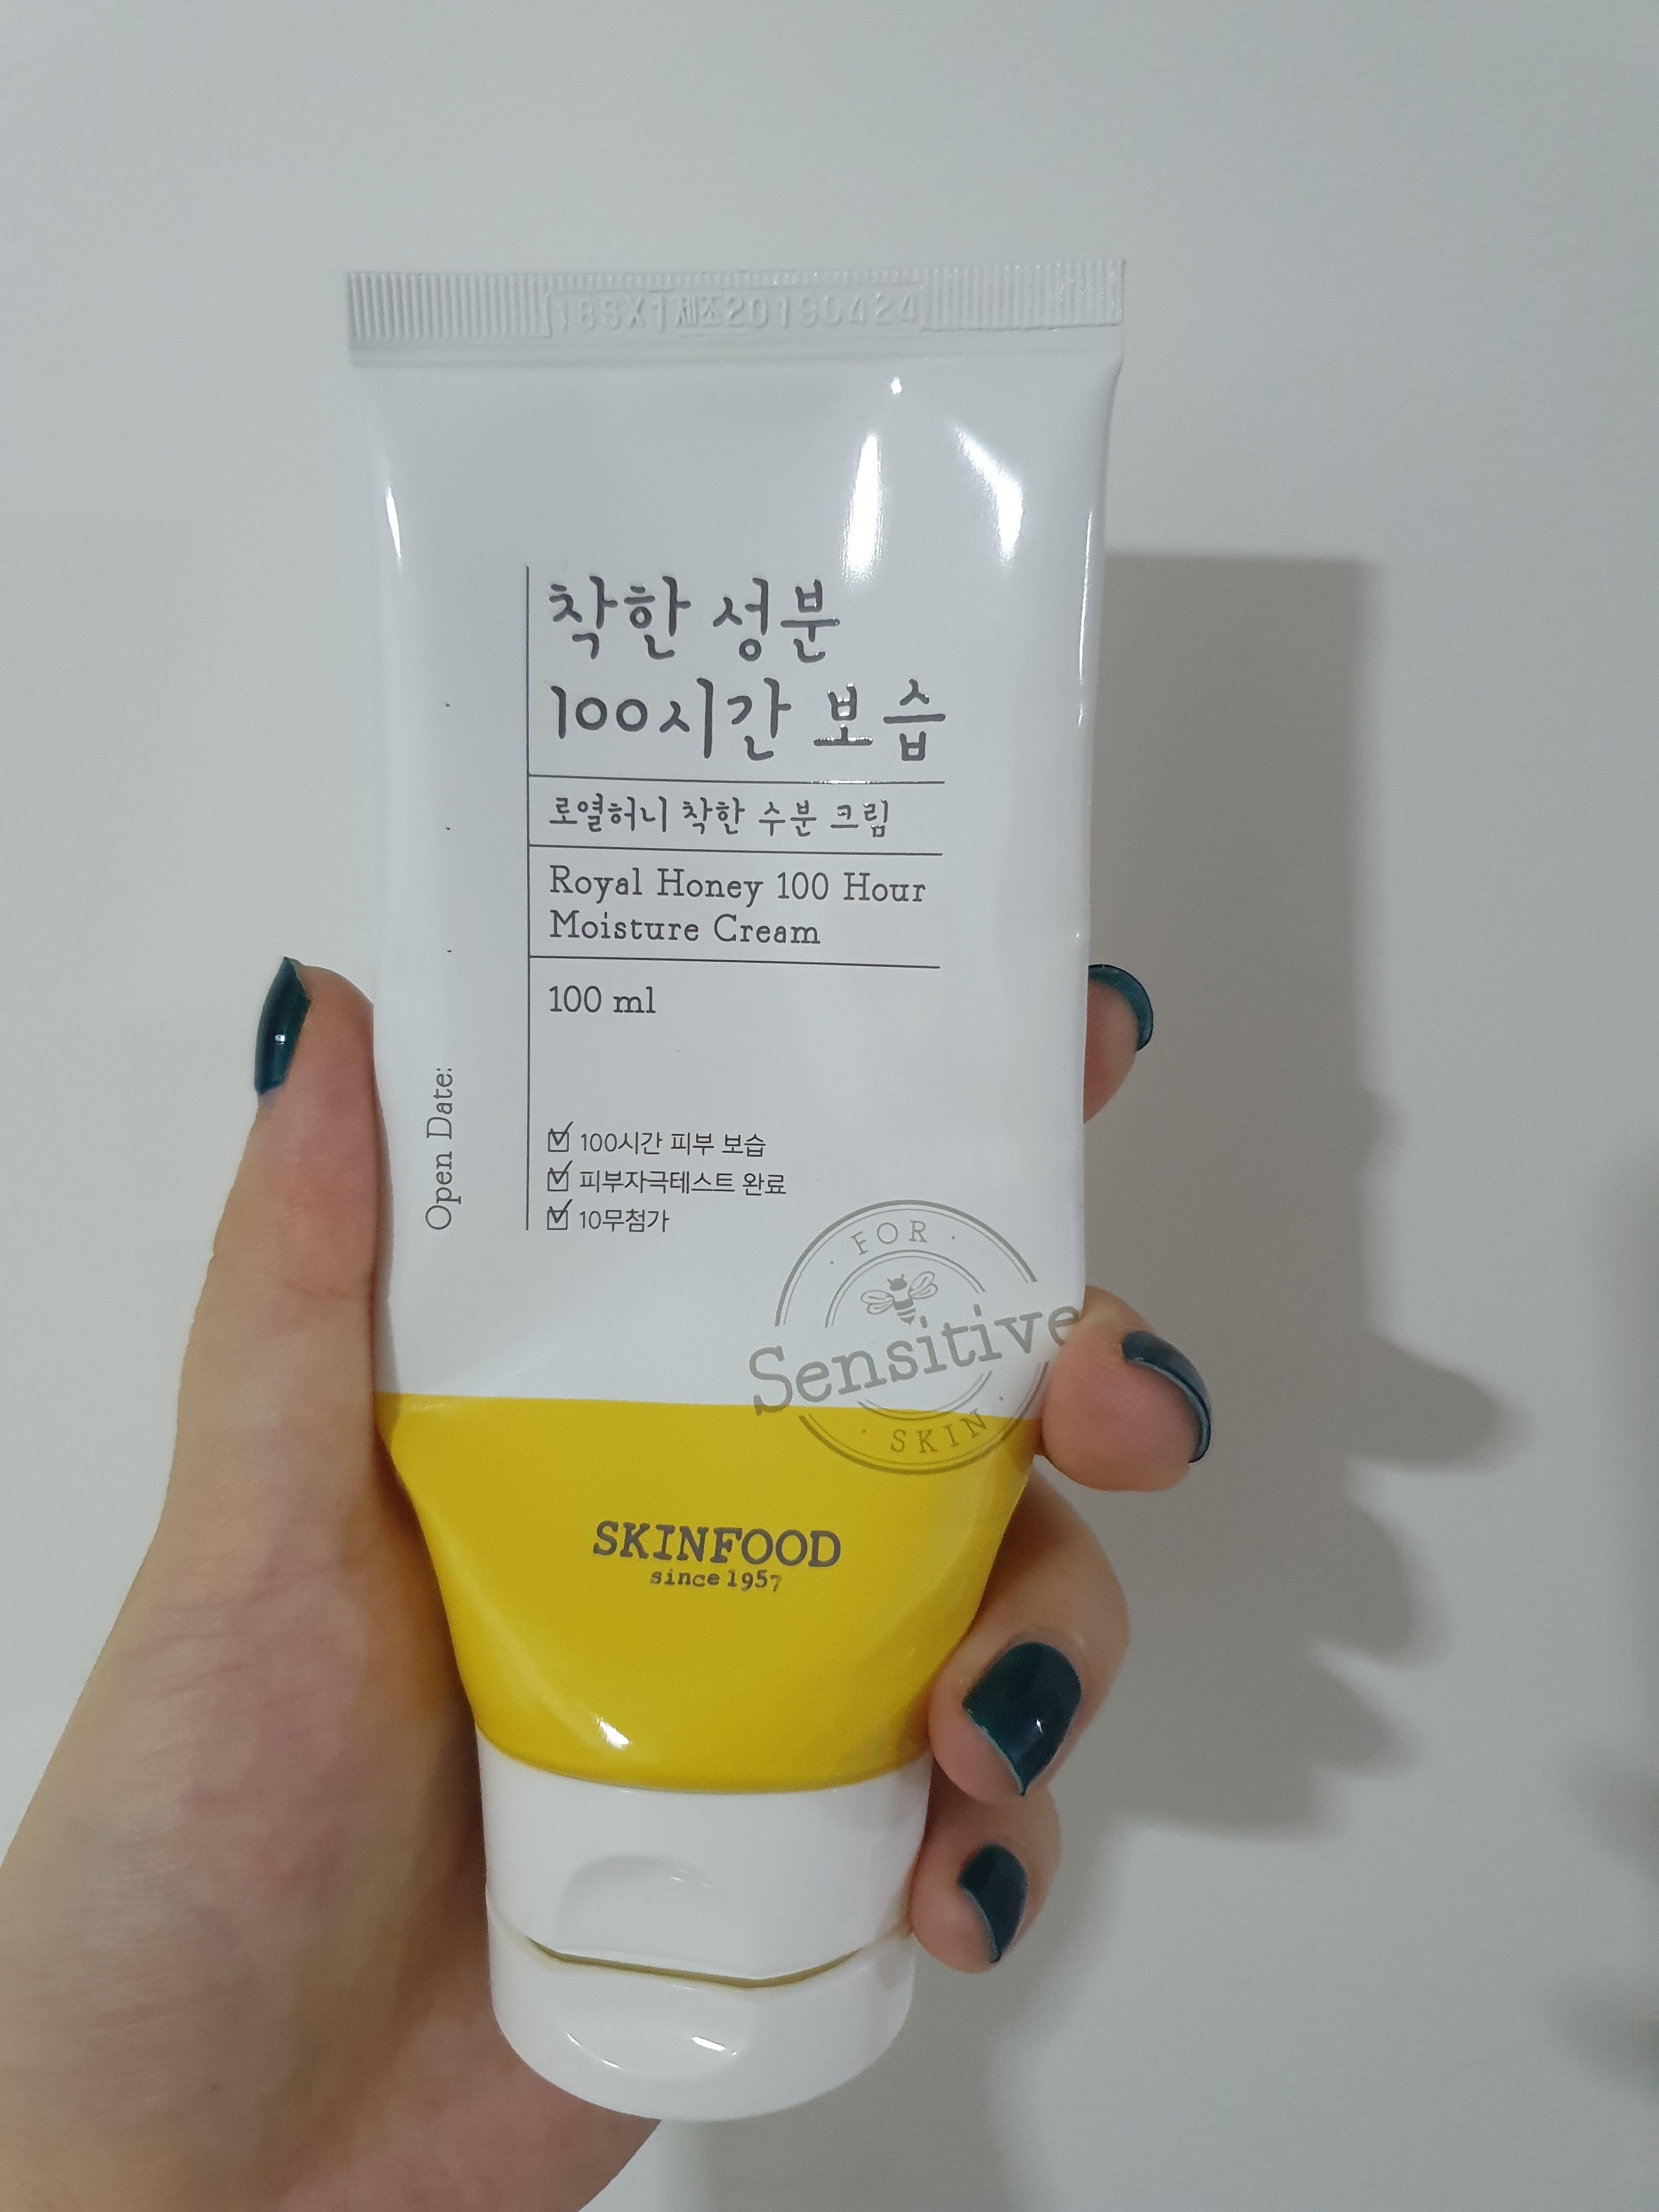 제조20190424
착한 성분
100시간 보습
로열허니 착한 수분 크림
Royal Honey 100 Hour
Moisture Cream
100 ml
Open Date:
100시간 피부 보습
피부자극테스트 완료
10무첨가
FOR
Sensitive
SKIN
SKINFOOD
since 1957